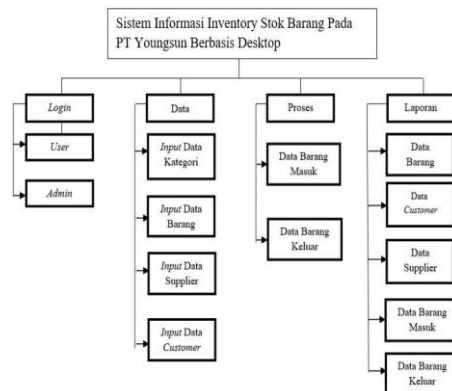 Sistem Informasi Inventory Stok Barang Pada
PT Youngsun Berbasis Desktop
Login
User
Admin
Data
Input Data
Kategori
Input Data
Barang
Input Data
Supplier
Input Data
Customer
Proses
Data Barang
Masuk
Data Barang
Keluar
Laporan
Data
Barang
Data
Customer
Data
Supplier
Data Barang
Masuk
Data Barang
Keluar